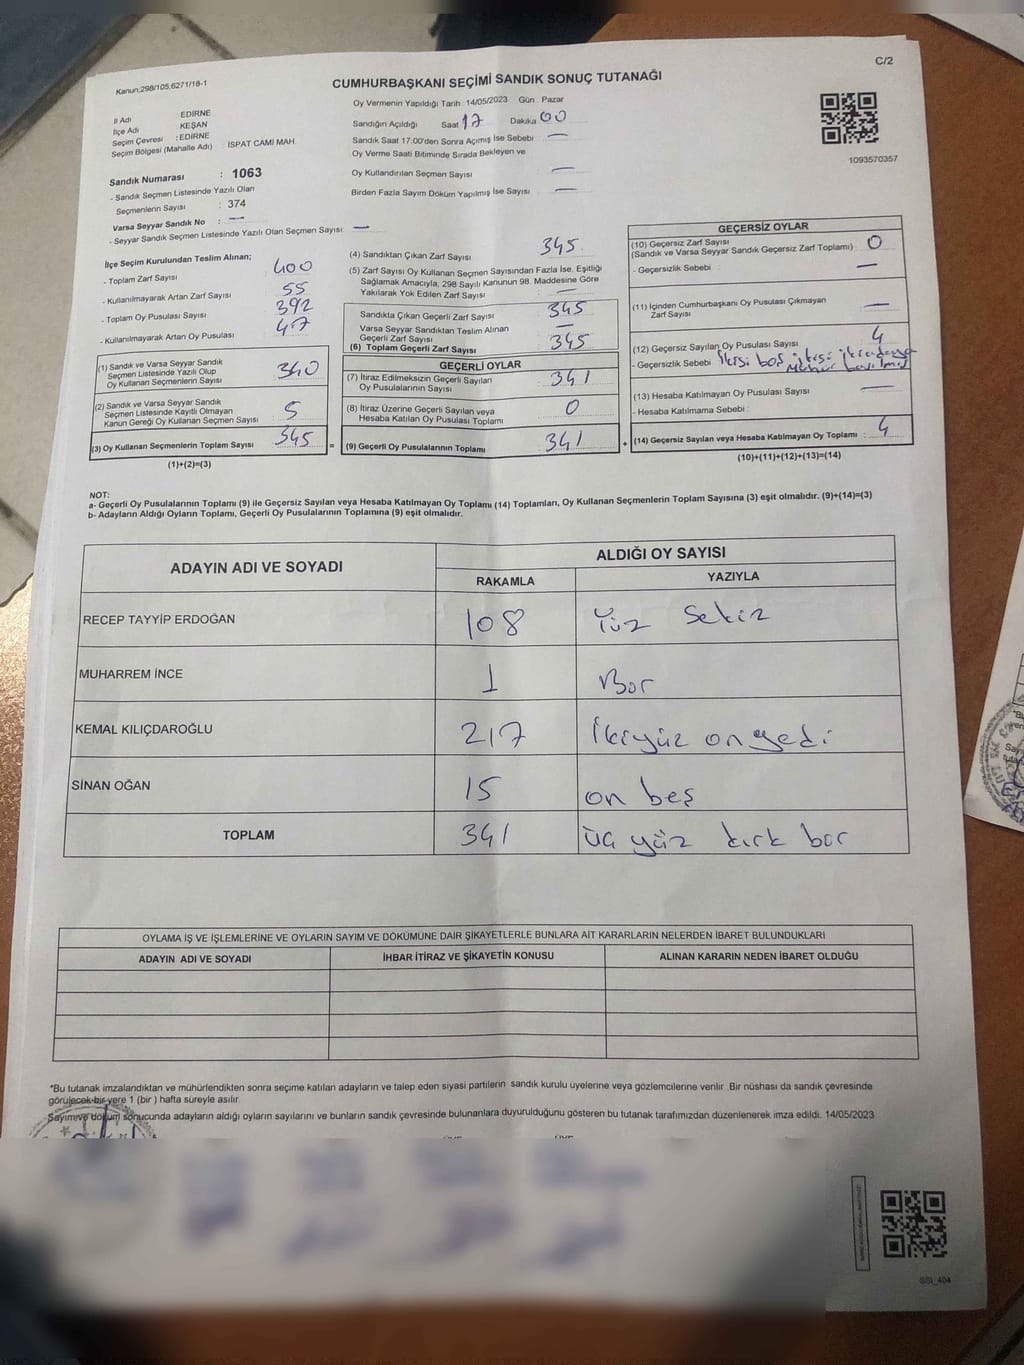 C/2
Kanun;298/105,6271/18-1
CUMHURBAŞKANI SEÇİMİ SANDIK SONUÇ TUTANAĞI
İl Adı EDİRNE
İlçe Adı KEŞAN
Seçim Çevresi : EDİRNE
Seçim Bölgesi (Mahalle Adı) İSPAT CAMİ MAH.
Sandık Numarası : 1063
- Sandık Seçmen Listesinde Yazılı Olan
Seçmenlerin Sayısı : 374
Varsa Seyyar Sandık No : —
- Seyyar Sandık Seçmen Listesinde Yazılı Olan Seçmen Sayısı: —
Oy Vermenin Yapıldığı Tarih :14/05/2023 Gün : Pazar
Sandığın Açıldığı Saat 17 Dakika 00
Sandık Saat 17:00'den Sonra Açımış İse Sebebi : —
Oy Verme Saati Bitiminde Sırada Bekleyen ve
Oy Kullandırılan Seçmen Sayısı : —
Birden Fazla Sayım Döküm Yapılmış İse Sayısı : —
1093570357
İlçe Seçim Kurulundan Teslim Alınan;
- Toplam Zarf Sayısı : 400
- Kullanılmayarak Artan Zarf Sayısı : 55
- Toplam Oy Pusulası Sayısı : 392
- Kullanılmayarak Artan Oy Pusulası : 47
(1) Sandık ve Varsa Seyyar Sandık
Seçmen Listesinde Yazılı Olup
Oy Kullanan Seçmenlerin Sayısı : 340
(2) Sandık ve Varsa Seyyar Sandık
Seçmen Listesinde Kayıtlı Olmayan
Kanun Gereği Oy Kullanan Seçmen Sayısı : 5
(3) Oy Kullanan Seçmenlerin Toplam Sayısı : 345 =
(1)+(2)=(3)
(4) Sandıktan Çıkan Zarf Sayısı : 345
(5) Zarf Sayısı Oy Kullanan Seçmen Sayısından Fazla İse, Eşitliği
Sağlamak Amacıyla, 298 Sayılı Kanunun 98. Maddesine Göre
Yakılarak Yok Edilen Zarf Sayısı : —
Sandıkta Çıkan Geçerli Zarf Sayısı : 345
Varsa Seyyar Sandıktan Teslim Alınan
Geçerli Zarf Sayısı : —
(6) Toplam Geçerli Zarf Sayısı : 345
GEÇERLİ OYLAR
(7) İtiraz Edilmeksizin Geçerli Sayılan
Oy Pusulalarının Sayısı : 341
(8) İtiraz Üzerine Geçerli Sayılan veya
Hesaba Katılan Oy Pusulası Toplamı : 0
(9) Geçerli Oy Pusulalarının Toplamı : 341 +
GEÇERSİZ OYLAR
(10) Geçersiz Zarf Sayısı
(Sandık ve Varsa Seyyar Sandık Geçersiz Zarf Toplamı) : 0
- Geçersizlik Sebebi : —
(11) İçinden Cumhurbaşkanı Oy Pusulası Çıkmayan
Zarf Sayısı : —
(12) Geçersiz Sayılan Oy Pusulası Sayısı : 4
- Geçersizlik Sebebi : İkisi boş ikisi
(13) Hesaba Katılmayan Oy Pusulası Sayısı : —
- Hesaba Katılmama Sebebi :
(14) Geçersiz Sayılan veya Hesaba Katılmayan Oy Toplamı : 4
(10)+(11)+(12)+(13)=(14)
NOT:
a- Geçerli Oy Pusulalarının Toplamı (9) ile Geçersiz Sayılan veya Hesaba Katılmayan Oy Toplamı (14) Toplamları, Oy Kullanan Seçmenlerin Toplam Sayısına (3) eşit olmalıdır. (9)+(14)=(3)
b- Adayların Aldığı Oyların Toplamı, Geçerli Oy Pusulalarının Toplamına (9) eşit olmalıdır.
ADAYIN ADI VE SOYADI ALDIĞI OY SAYISI
RAKAMLA YAZIYLA
RECEP TAYYİP ERDOĞAN 108 Yüz Sekiz
MUHARREM İNCE 1 Bir
KEMAL KILIÇDAROĞLU 217 İkiyüz onyedi
SİNAN OĞAN 15 on beş
TOPLAM 341 üç yüz kırk bir
OYLAMA İŞ VE İŞLEMLERİNE VE OYLARIN SAYIM VE DÖKÜMÜNE DAİR ŞİKAYETLERLE BUNLARA AİT KARARLARIN NELERDEN İBARET BULUNDUKLARI
ADAYIN ADI VE SOYADI İHBAR İTİRAZ VE ŞİKAYETİN KONUSU ALINAN KARARIN NEDEN İBARET OLDUĞU
*Bu tutanak imzalandıktan ve mühürlendikten sonra seçime katılan adayların ve talep eden siyasi partilerin sandık kurulu üyelerine veya gözlemcilerine verilir. Bir nüshası da sandık çevresinde
görülecek bir yere 1 (bir ) hafta süreyle asılır.
Sayım ve döküm sonucunda adayların aldığı oyların sayılarını ve bunların sandık çevresinde bulunanlara duyurulduğunu gösteren bu tutanak tarafımızdan düzenlenerek imza edildi. 14/05/2023
SSI_404